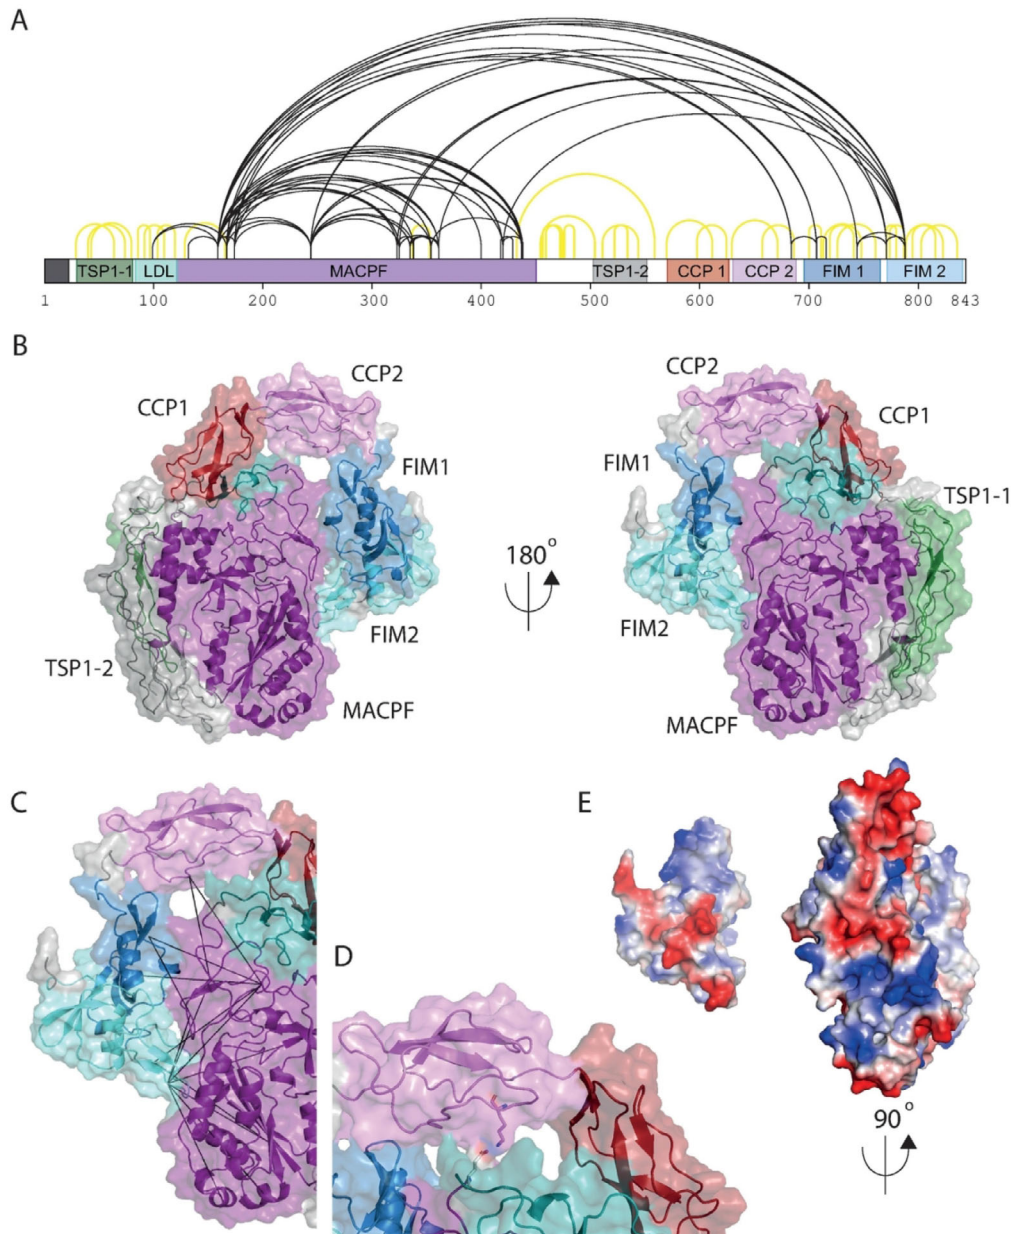 A
TSP1-1 LDL MACPF TSP1-2 CCP 1 CCP 2 FIM 1 FIM 2
1 100 200 300 400 500 600 700 800 843
B
CCP2 CCP2
CCP1 CCP1
FIM1 FIM1
TSP1-1
180°
FIM2 FIM2
TSP1-2
MACPF MACPF
C E
D
90°